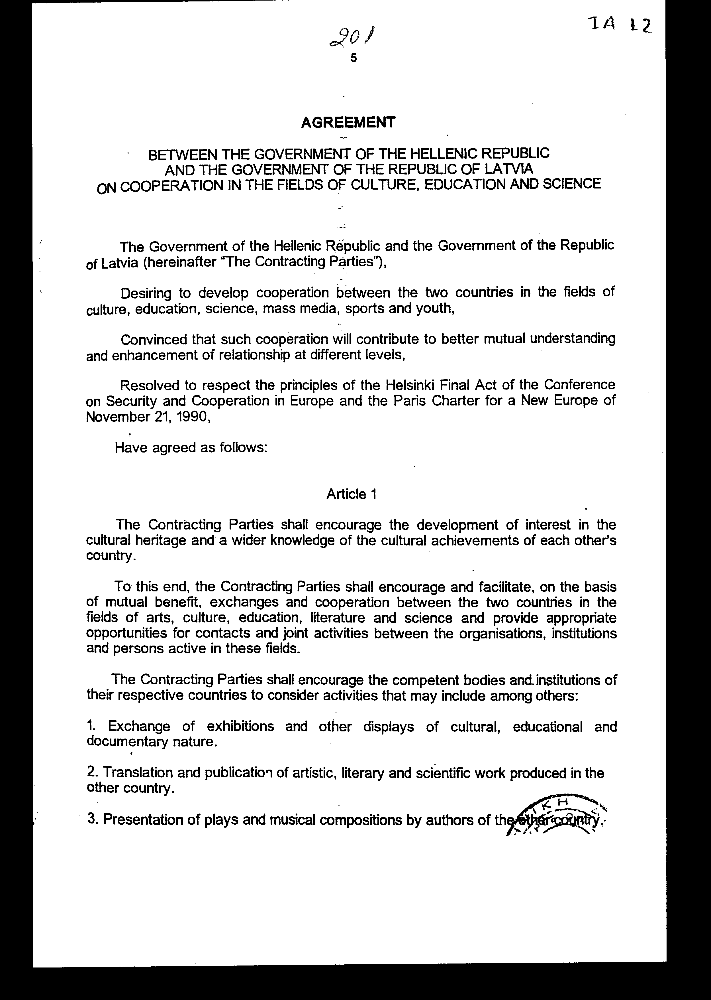 IA 12
201
5
AGREEMENT
BETWEEN THE GOVERNMENT OF THE HELLENIC REPUBLIC
AND THE GOVERNMENT OF THE REPUBLIC OF LATVIA
ON COOPERATION IN THE FIELDS OF CULTURE, EDUCATION AND SCIENCE
The Government of the Hellenic Republic and the Government of the Republic
of Latvia (hereinafter “The Contracting Parties”),
Desiring to develop cooperation between the two countries in the fields of
culture, education, science, mass media, sports and youth,
Convinced that such cooperation will contribute to better mutual understanding
and enhancement of relationship at different levels,
Resolved to respect the principles of the Helsinki Final Act of the Conference
on Security and Cooperation in Europe and the Paris Charter for a New Europe of
November 21, 1990,
Have agreed as follows:
Article 1
The Contracting Parties shall encourage the development of interest in the
cultural heritage and a wider knowledge of the cultural achievements of each other's
country.
To this end, the Contracting Parties shall encourage and facilitate, on the basis
of mutual benefit, exchanges and cooperation between the two countries in the
fields of arts, culture, education, literature and science and provide appropriate
opportunities for contacts and joint activities between the organisations, institutions
and persons active in these fields.
The Contracting Parties shall encourage the competent bodies and institutions of
their respective countries to consider activities that may include among others:
1. Exchange of exhibitions and other displays of cultural, educational and
documentary nature.
2. Translation and publication of artistic, literary and scientific work produced in the
other country.
3. Presentation of plays and musical compositions by authors of the other country.